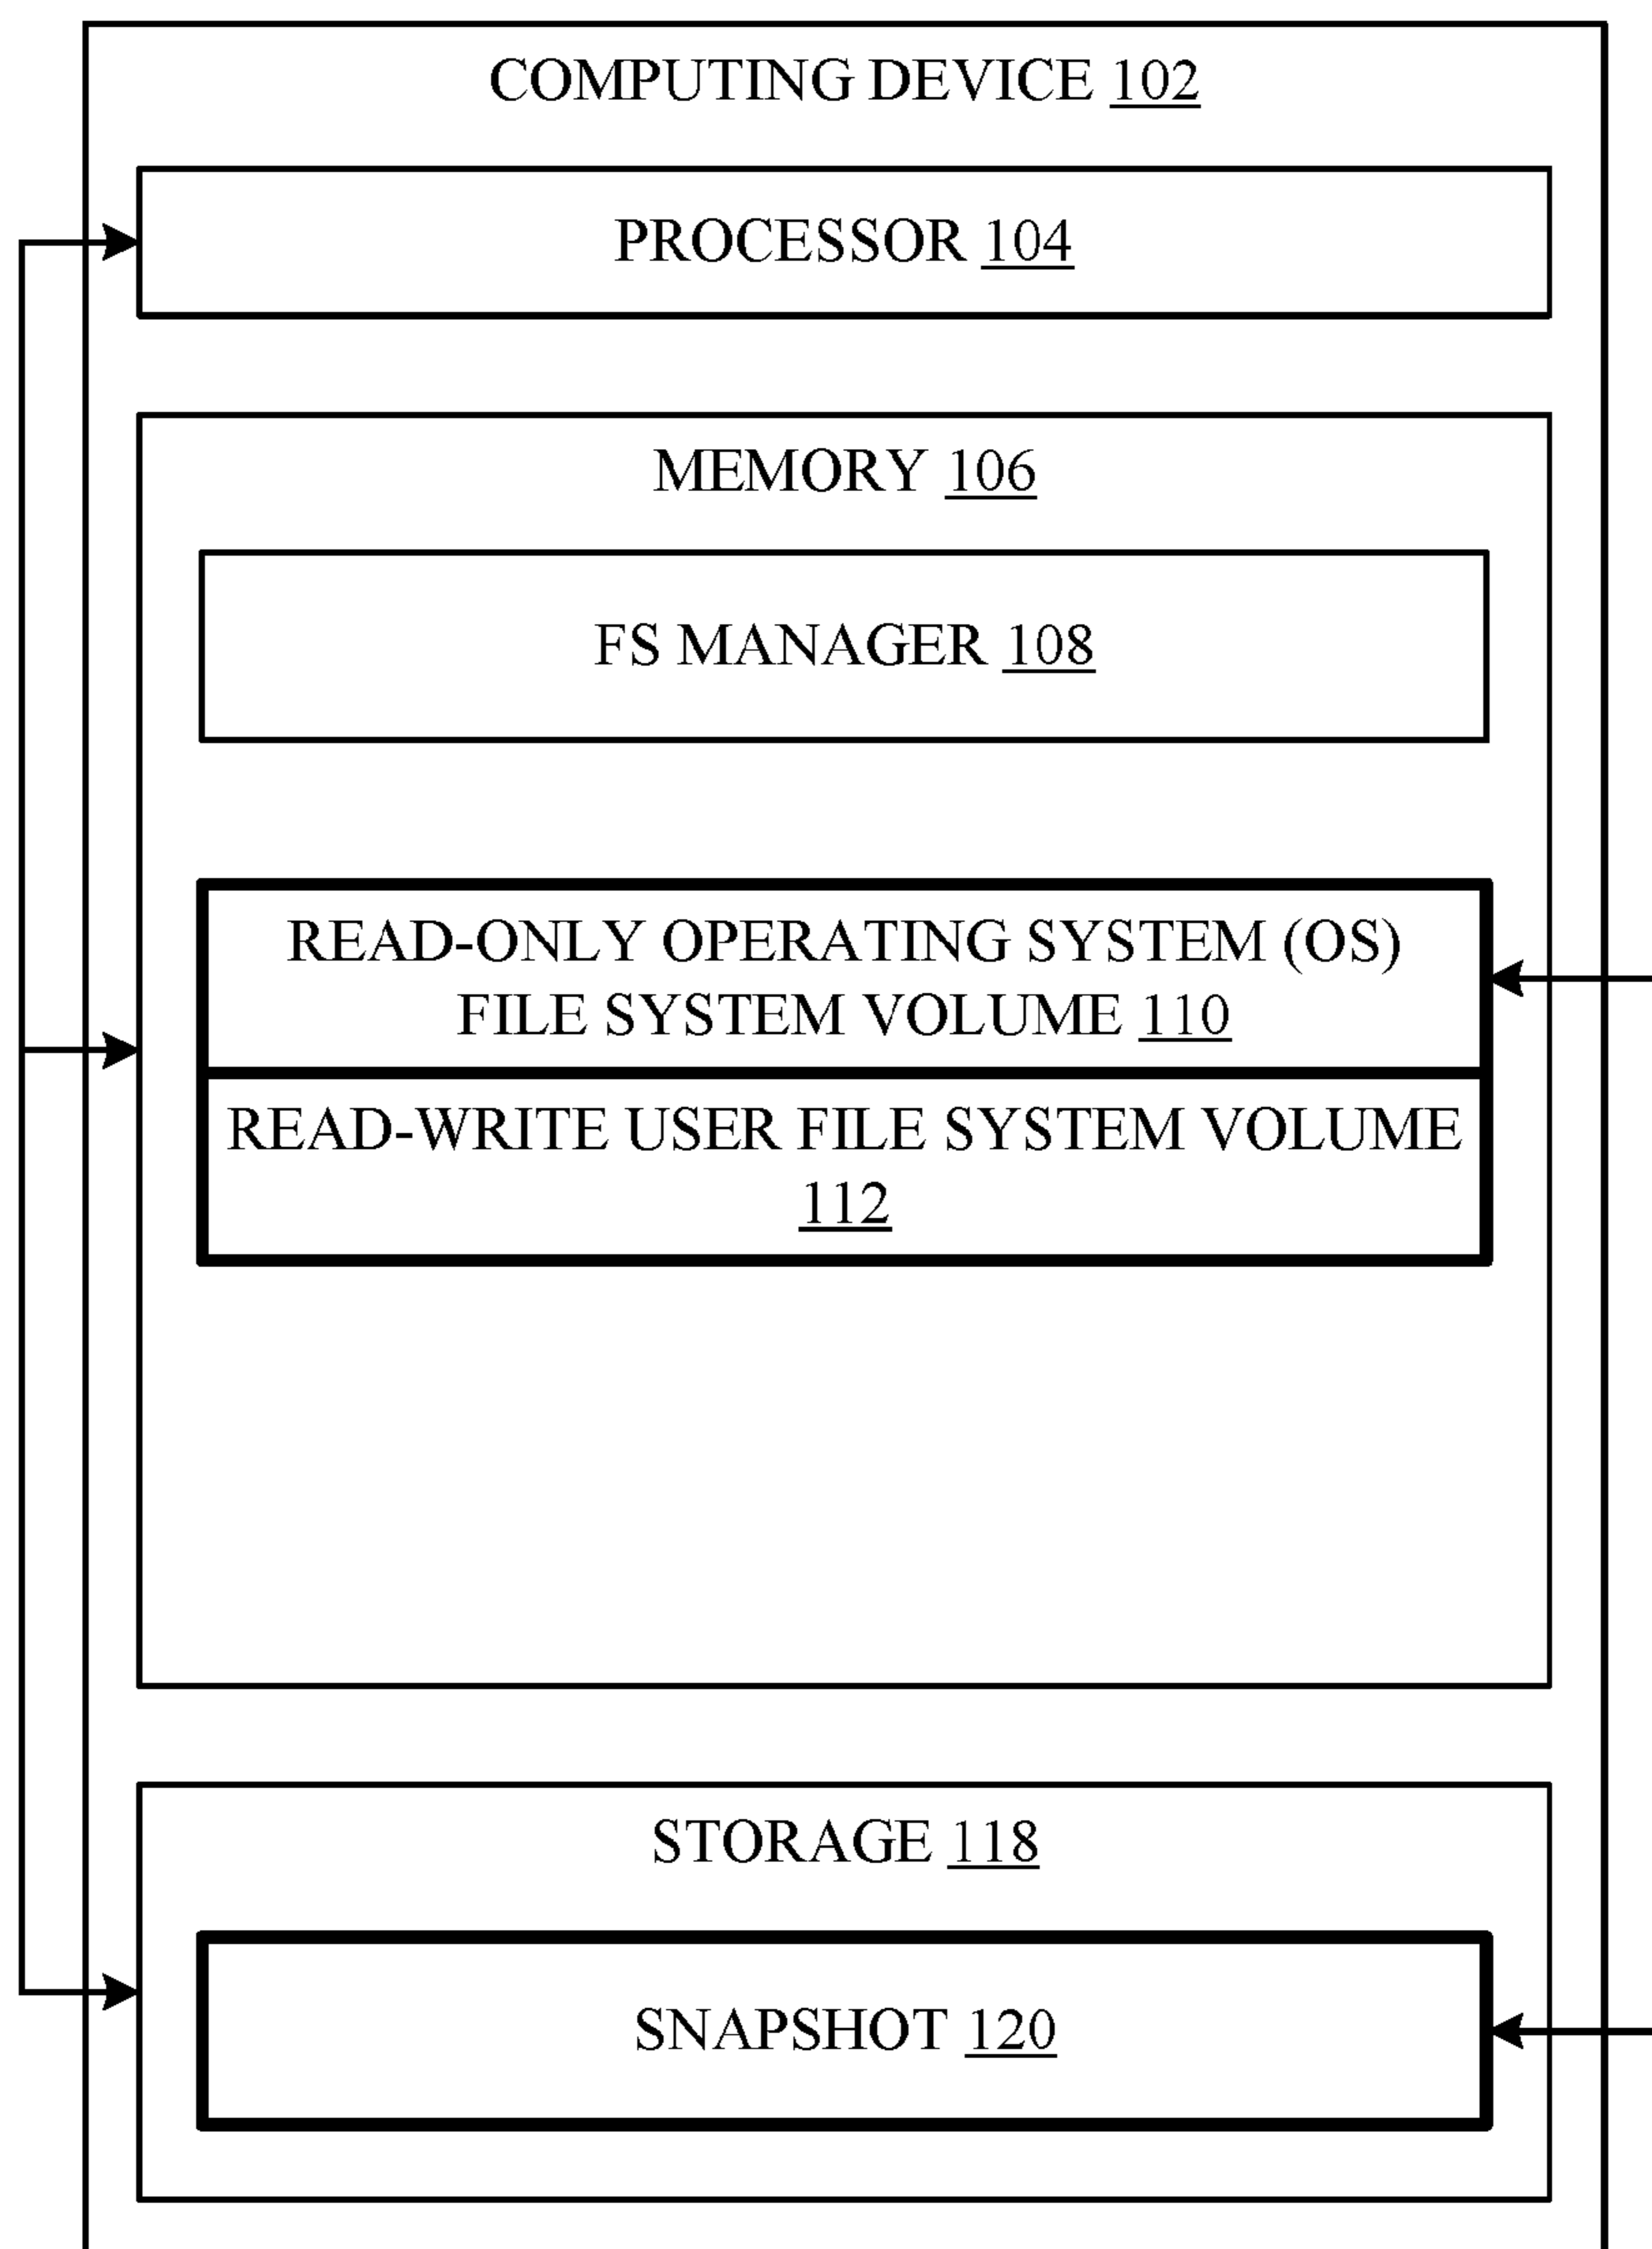 COMPUTING DEVICE 102
PROCESSOR 104
MEMORY 106
FS MANAGER 108
READ-ONLY OPERATING SYSTEM (OS)
FILE SYSTEM VOLUME 110
READ-WRITE USER FILE SYSTEM VOLUME
112
STORAGE 118
SNAPSHOT 120